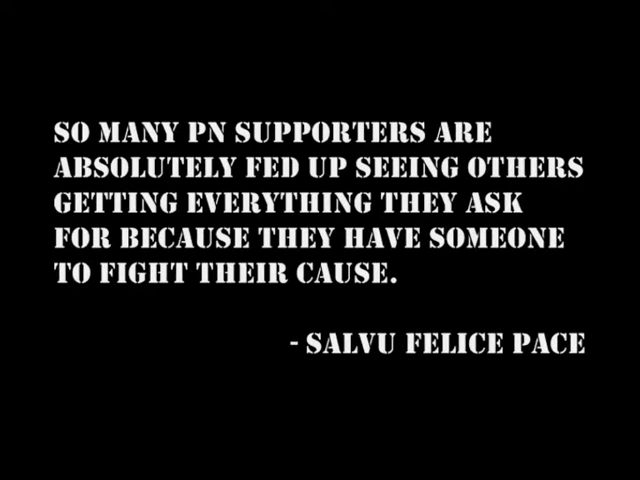 SO MANY PN SUPPORTERS ARE
ABSOLUTELY FED UP SEEING OTHERS
GETTING EVERYTHING THEY ASK
FOR BECAUSE THEY HAVE SOMEONE
TO FIGHT THEIR CAUSE.
- SALVU FELICE PACE